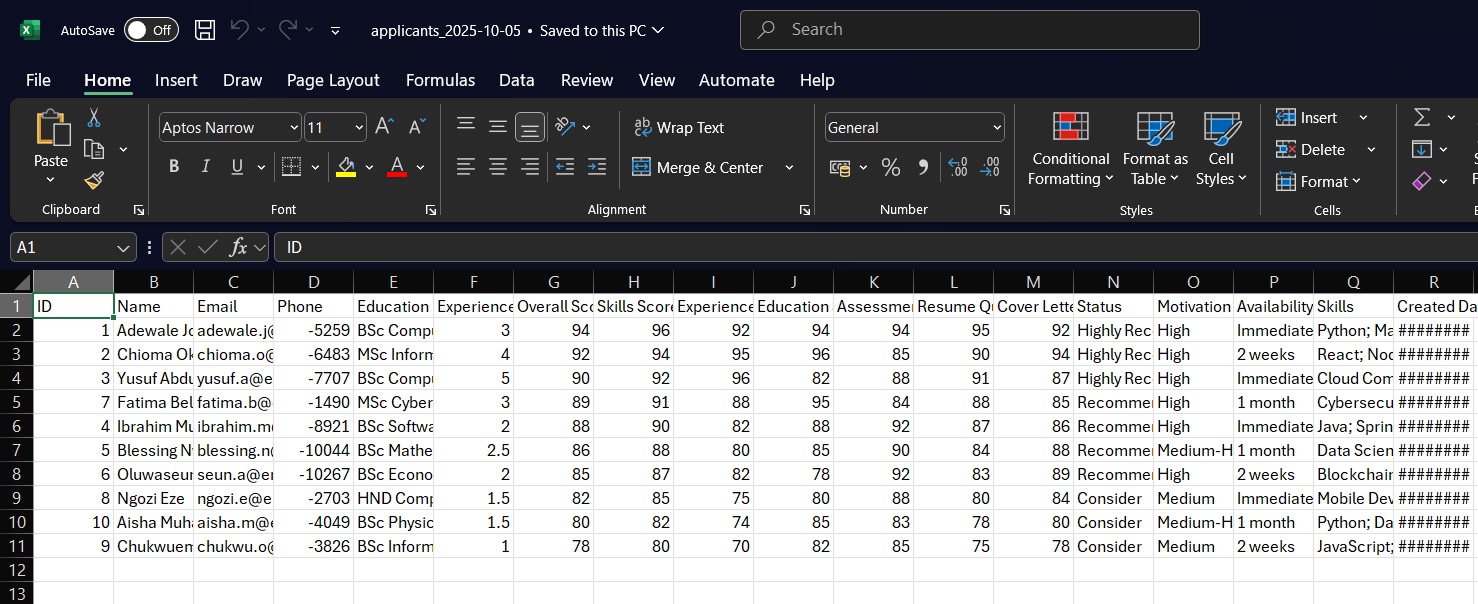 AutoSave Off applicants_2025-10-05 • Saved to this PC Search
File Home Insert Draw Page Layout Formulas Data Review View Automate Help
Aptos Narrow 11 Wrap Text General Insert
Paste Conditional Formatting Format as Table Cell Styles Delete
B I U Merge & Center % Format
Clipboard Font Alignment Number Styles Cells
A1 fx ID
A B C D E F G H I J K L M N O P Q R
1 ID Name Email Phone Education Experience Overall Sco Skills Score Experience Education Assessme Resume Qu Cover Lette Status Motivation Availability Skills Created Da
2 1 Adewale Jo adewale.j@ -5259 BSc Compu 3 94 96 92 94 94 95 92 Highly Rec High Immediate Python; Ma ########
3 2 Chioma Ok chioma.o@ -6483 MSc Inform 4 92 94 95 96 85 90 94 Highly Rec High 2 weeks React; Nod ########
4 3 Yusuf Abdu yusuf.a@e -7707 BSc Compu 5 90 92 96 82 88 91 87 Highly Rec High Immediate Cloud Com ########
5 7 Fatima Bel fatima.b@ -1490 MSc Cyber 3 89 91 88 95 84 88 85 Recommen High 1 month Cybersecu ########
6 4 Ibrahim Mu ibrahim.m -8921 BSc Softwa 2 88 90 82 88 92 87 86 Recommen High Immediate Java; Sprin ########
7 5 Blessing N blessing.n@ -10044 BSc Mathe 2.5 86 88 80 85 90 84 88 Recommen Medium-H 1 month Data Scien ########
8 6 Oluwaseun seun.a@e -10267 BSc Econo 2 85 87 82 78 92 83 89 Recommen High 2 weeks Blockchain ########
9 8 Ngozi Eze ngozi.e@e -2703 HND Comp 1.5 82 85 75 80 88 80 84 Consider Medium Immediate Mobile Dev ########
10 10 Aisha Muha aisha.m@e -4049 BSc Physic 1.5 80 82 74 85 83 78 80 Consider Medium-H 1 month Python; Da ########
11 9 Chukwuem chukwu.o@ -3826 BSc Inform 1 78 80 70 82 85 75 78 Consider Medium 2 weeks JavaScript; ########
12
13